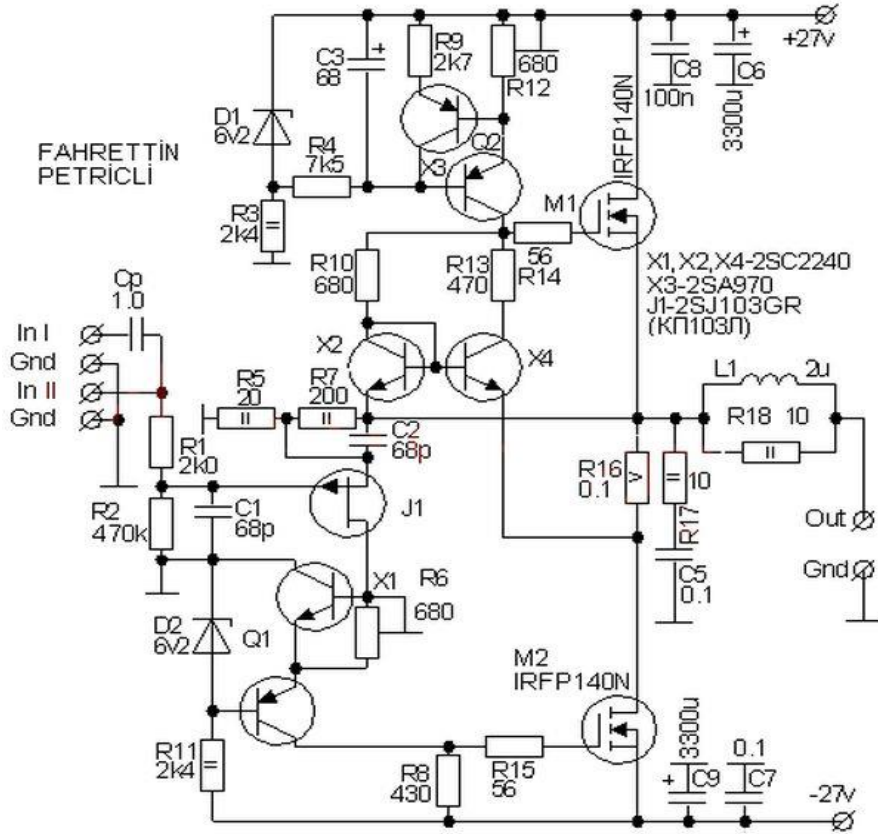 +27v
R9
2k7
C3
+
68
680
R12
C8
100n
+
C6
3300u
IRFP140N
D1
6v2
R4
7k5
X3
Q2
FAHRETTİN
PETRİCLİ
R3
2k4
M1
56
R14
R10
680
R13
470
X1,X2,X4-2SC2240
X3-2SA970
J1-2SJ103GR
(КП103Л)
Cp
1.0
In I
Gnd
In II
Gnd
X2
X4
R5
20
R7
200
L1
2u
R18 10
C2
68p
R1
2k0
R16
0.1
10
R17
J1
R2
470k
C1
68p
C5
0.1
Out
Gnd
X1
R6
680
D2
6v2
Q1
M2
IRFP140N
R11
2k4
R8
430
R15
56
3300u
+
C9
0.1
C7
-27v